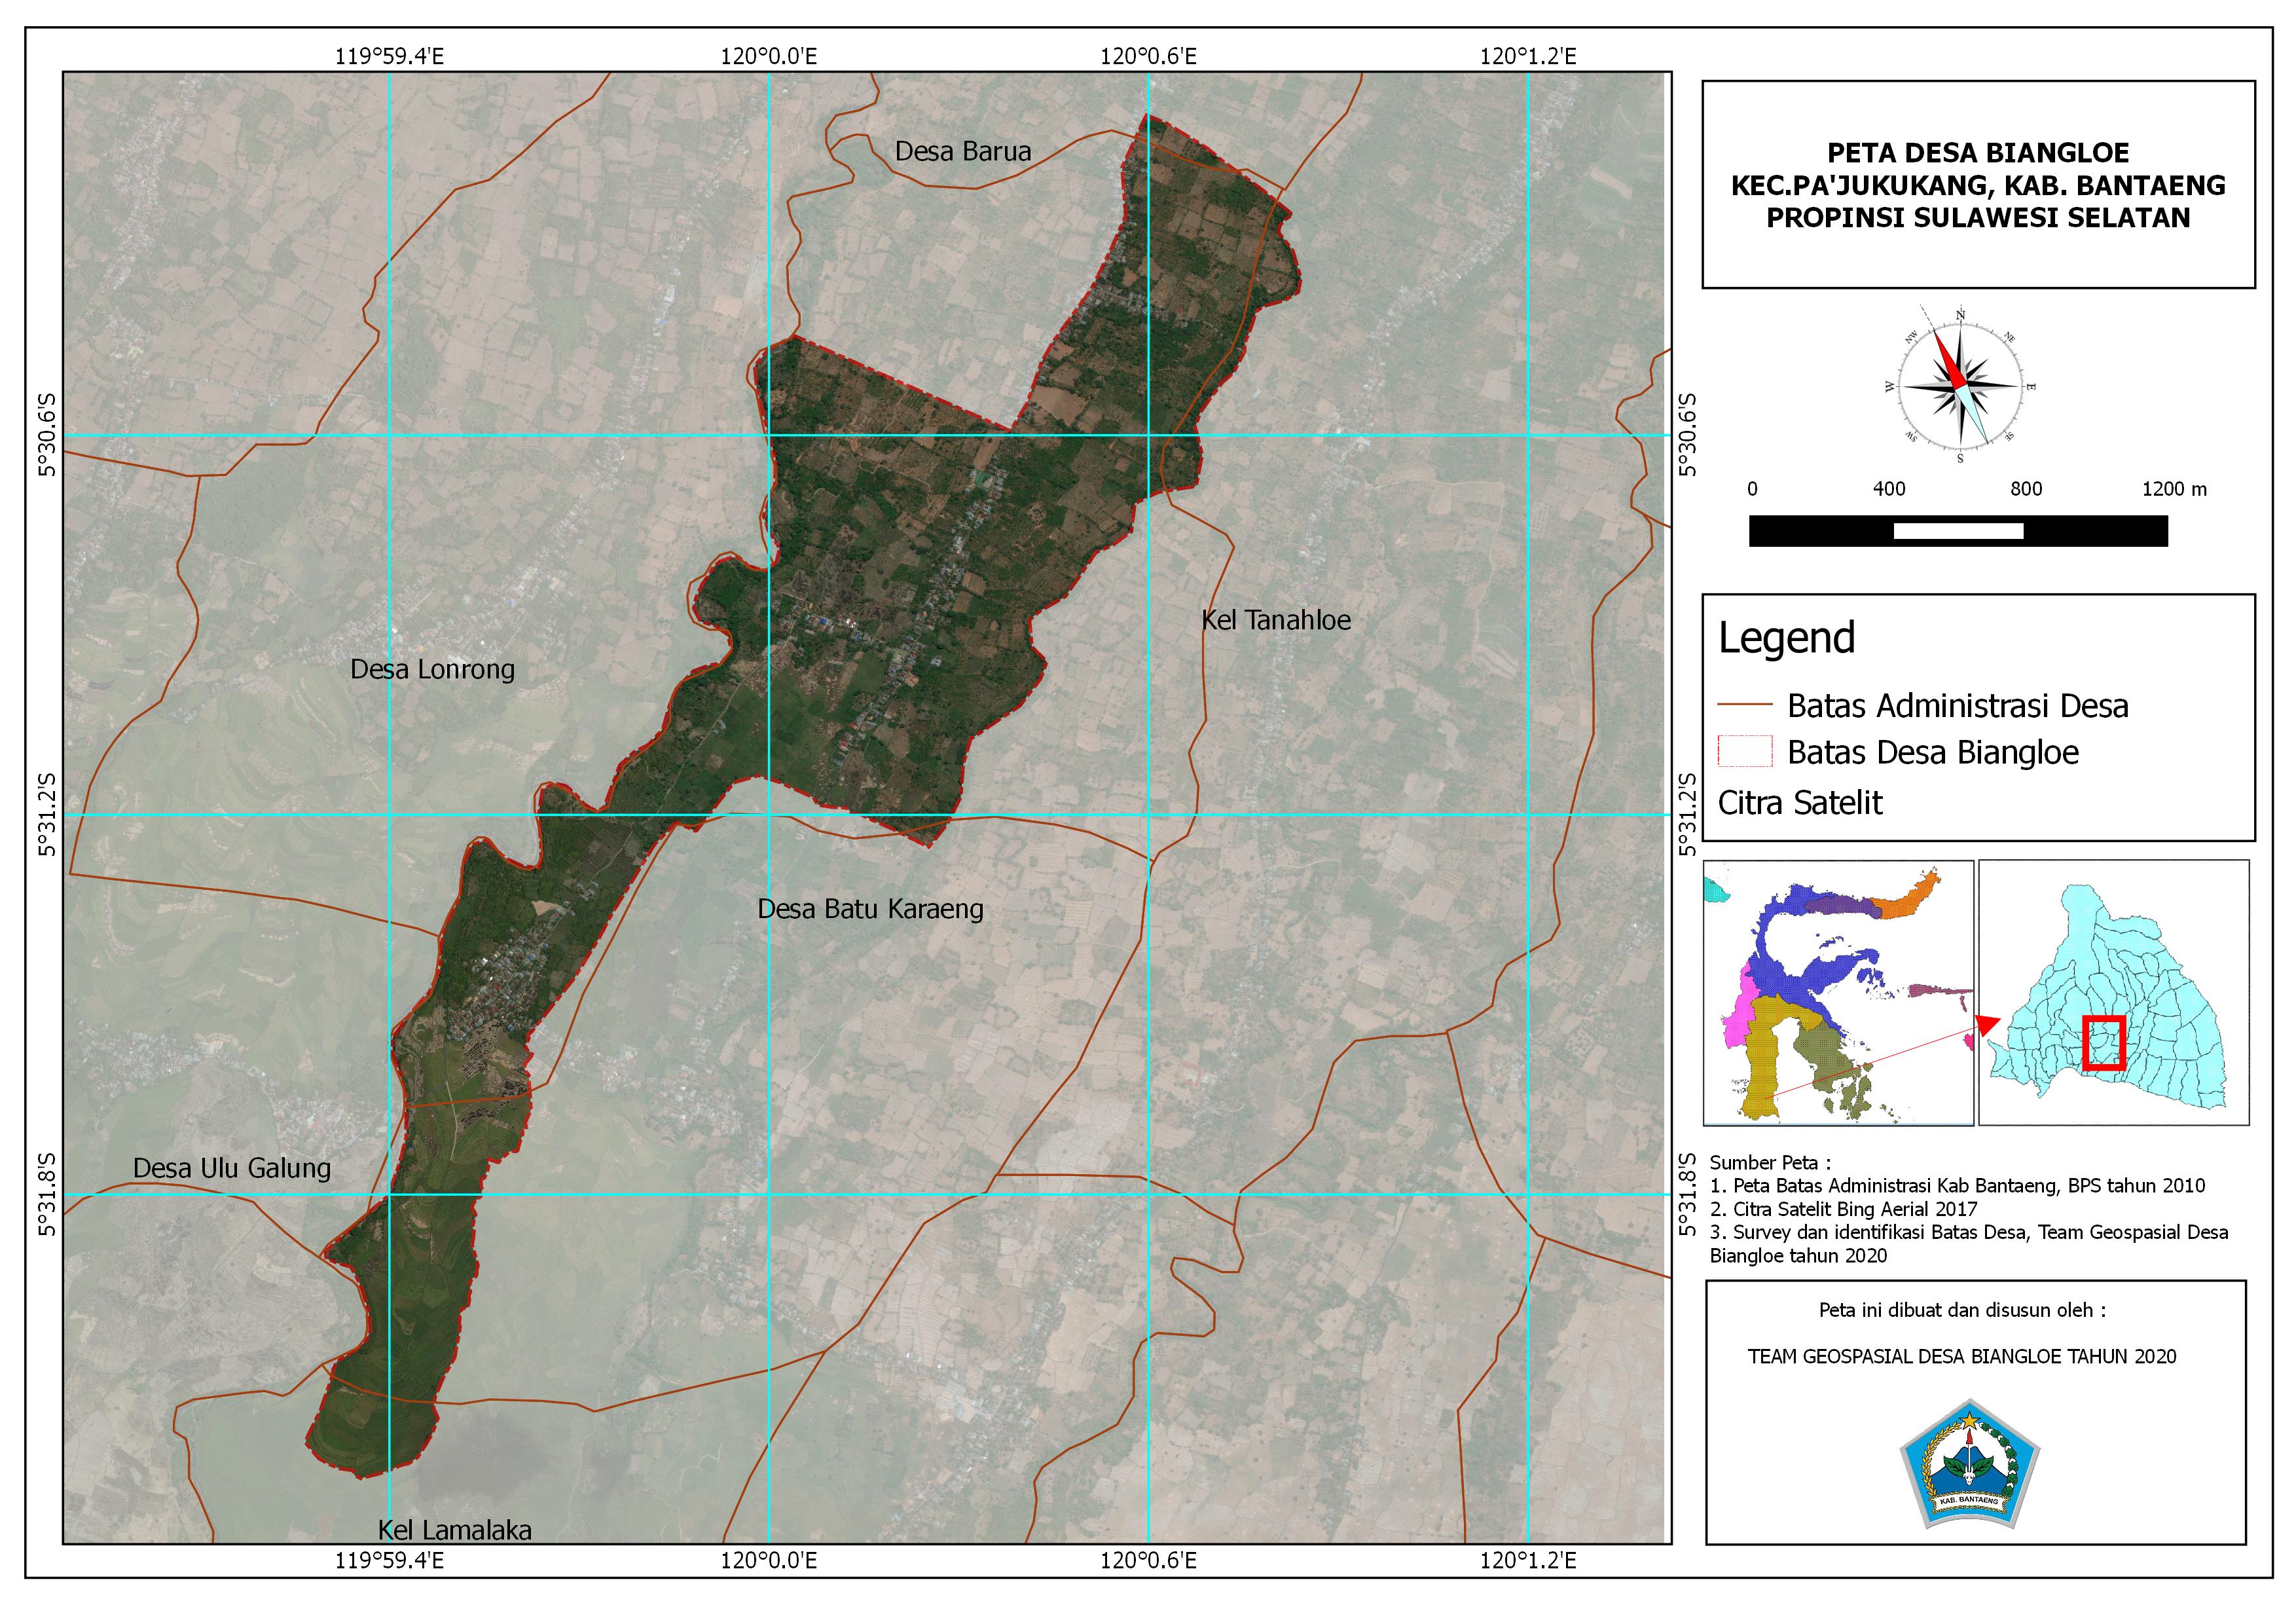 119°59.4'E 120°0.0'E 120°0.6'E 120°1.2'E
Desa Barua
5°30.6'S
5°30.6'S
Kel Tanahloe
Desa Lonrong
5°31.2'S
5°31.2'S
Desa Batu Karaeng
Desa Ulu Galung
5°31.8'S
5°31.8'S
Kel Lamalaka
119°59.4'E 120°0.0'E 120°0.6'E 120°1.2'E
PETA DESA BIANGLOE
KEC.PA'JUKUKANG, KAB. BANTAENG
PROPINSI SULAWESI SELATAN
N
NW
NE
W
E
SW
SE
S
0 400 800 1200 m
Legend
Batas Administrasi Desa
Batas Desa Biangloe
Citra Satelit
Sumber Peta :
1. Peta Batas Administrasi Kab Bantaeng, BPS tahun 2010
2. Citra Satelit Bing Aerial 2017
3. Survey dan identifikasi Batas Desa, Team Geospasial Desa
Biangloe tahun 2020
Peta ini dibuat dan disusun oleh :
TEAM GEOSPASIAL DESA BIANGLOE TAHUN 2020
KAB. BANTAENG